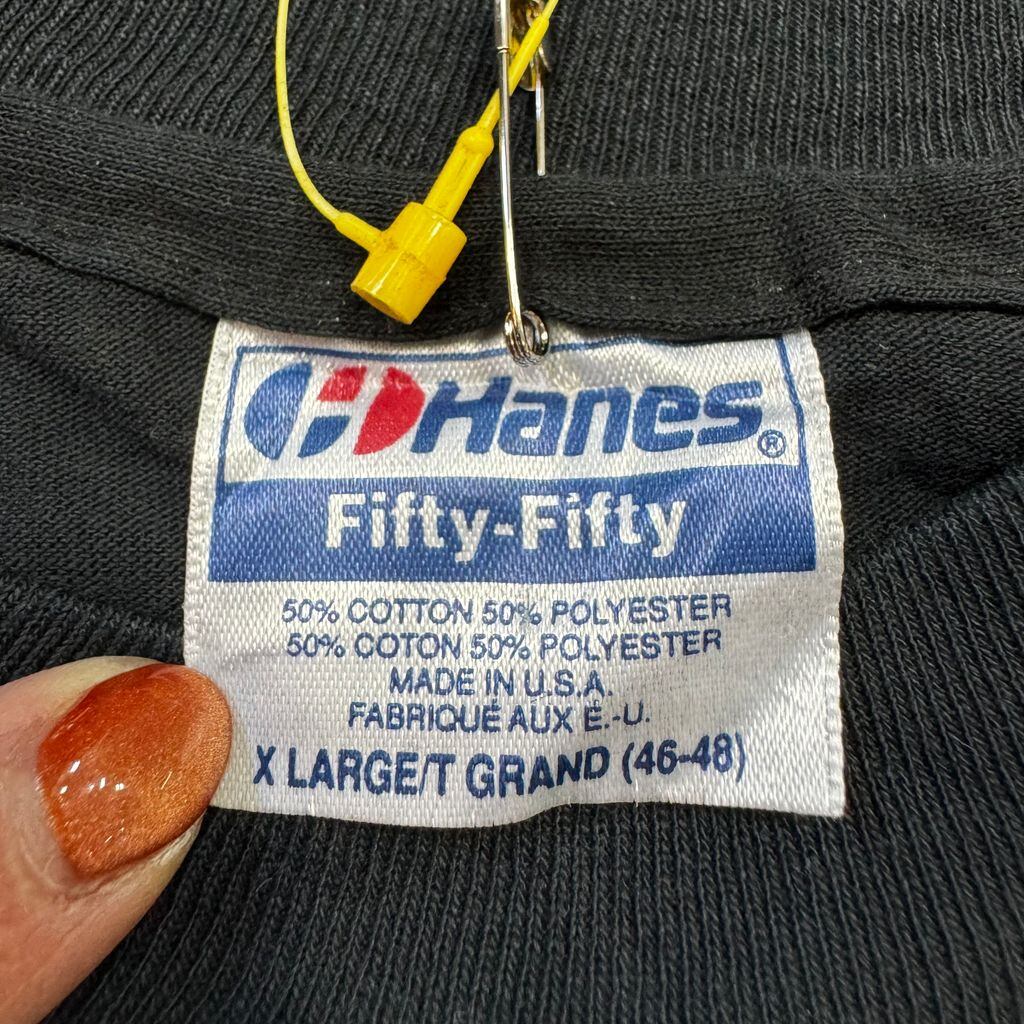 Hanes®
Fifty-Fifty
50% COTTON 50% POLYESTER
50% COTON 50% POLYESTER
MADE IN U.S.A.
FABRIQUÉ AUX É.-U.
X LARGE/T GRAND (46-48)